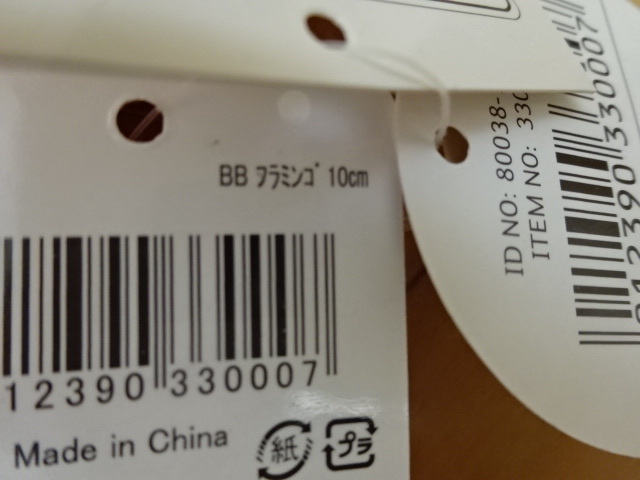 BB ﾌﾗﾐﾝｺﾞ 10cm
12390 330007
Made in China
紙
プラ
ID NO: 80038-
ITEM NO: 330
12390 330007